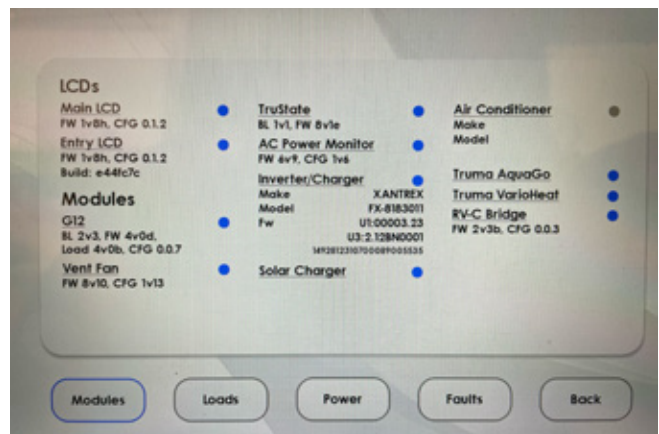 LCDs
Main LCD
FW 1v8h, CFG 0.1.2
Entry LCD
FW 1v8h, CFG 0.1.2
Build: e44fc7c
Modules
G12
BL 2v3, FW 4v0d,
Load 4v0b, CFG 0.0.7
Vent Fan
FW 8v10, CFG 1v13
TruState
BL 1v1, FW 8v1e
AC Power Monitor
FW 6v9, CFG 1v6
Inverter/Charger
Make XANTREX
Model FX-8183011
Fw U1:00003.23
U3:2.12BN0001
Solar Charger
Air Conditioner
Make
Model
Truma AquaGo
Truma VarioHeat
RV-C Bridge
FW 2v3b, CFG 0.0.3
Modules
Loads
Power
Faults
Back